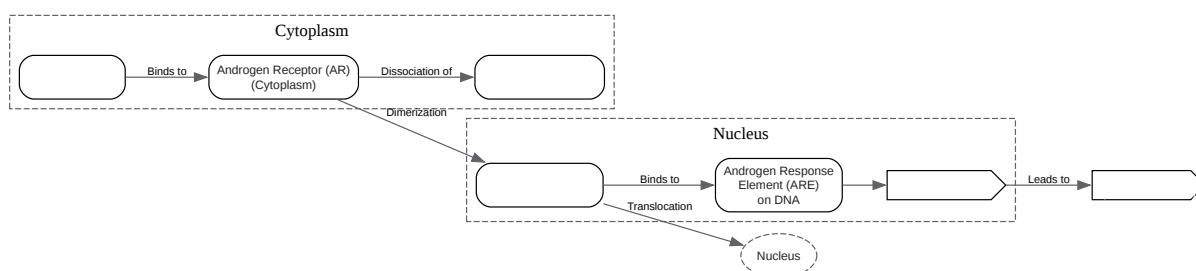 Cytoplasm
Binds to
Androgen Receptor (AR)
(Cytoplasm)
Dissociation of
Dimerization
Nucleus
Binds to
Androgen Response
Element (ARE)
on DNA
Leads to
Translocation
Nucleus